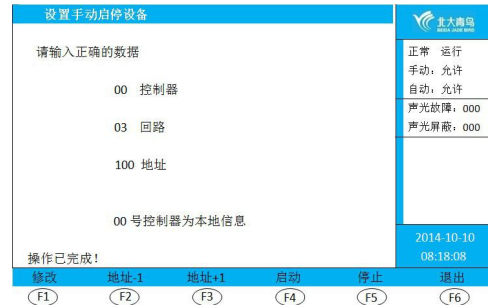 设置手动启停设备
北大青鸟
BEIDA JADE BIRD
请输入正确的数据
00 控制器
03 回路
100 地址
00 号控制器为本地信息
操作已完成！
正常 运行
手动：允许
自动：允许
声光故障：000
声光屏蔽：000
2014-10-10
08:18:08
修改 地址-1 地址+1 启动 停止 退出
F1 F2 F3 F4 F5 F6